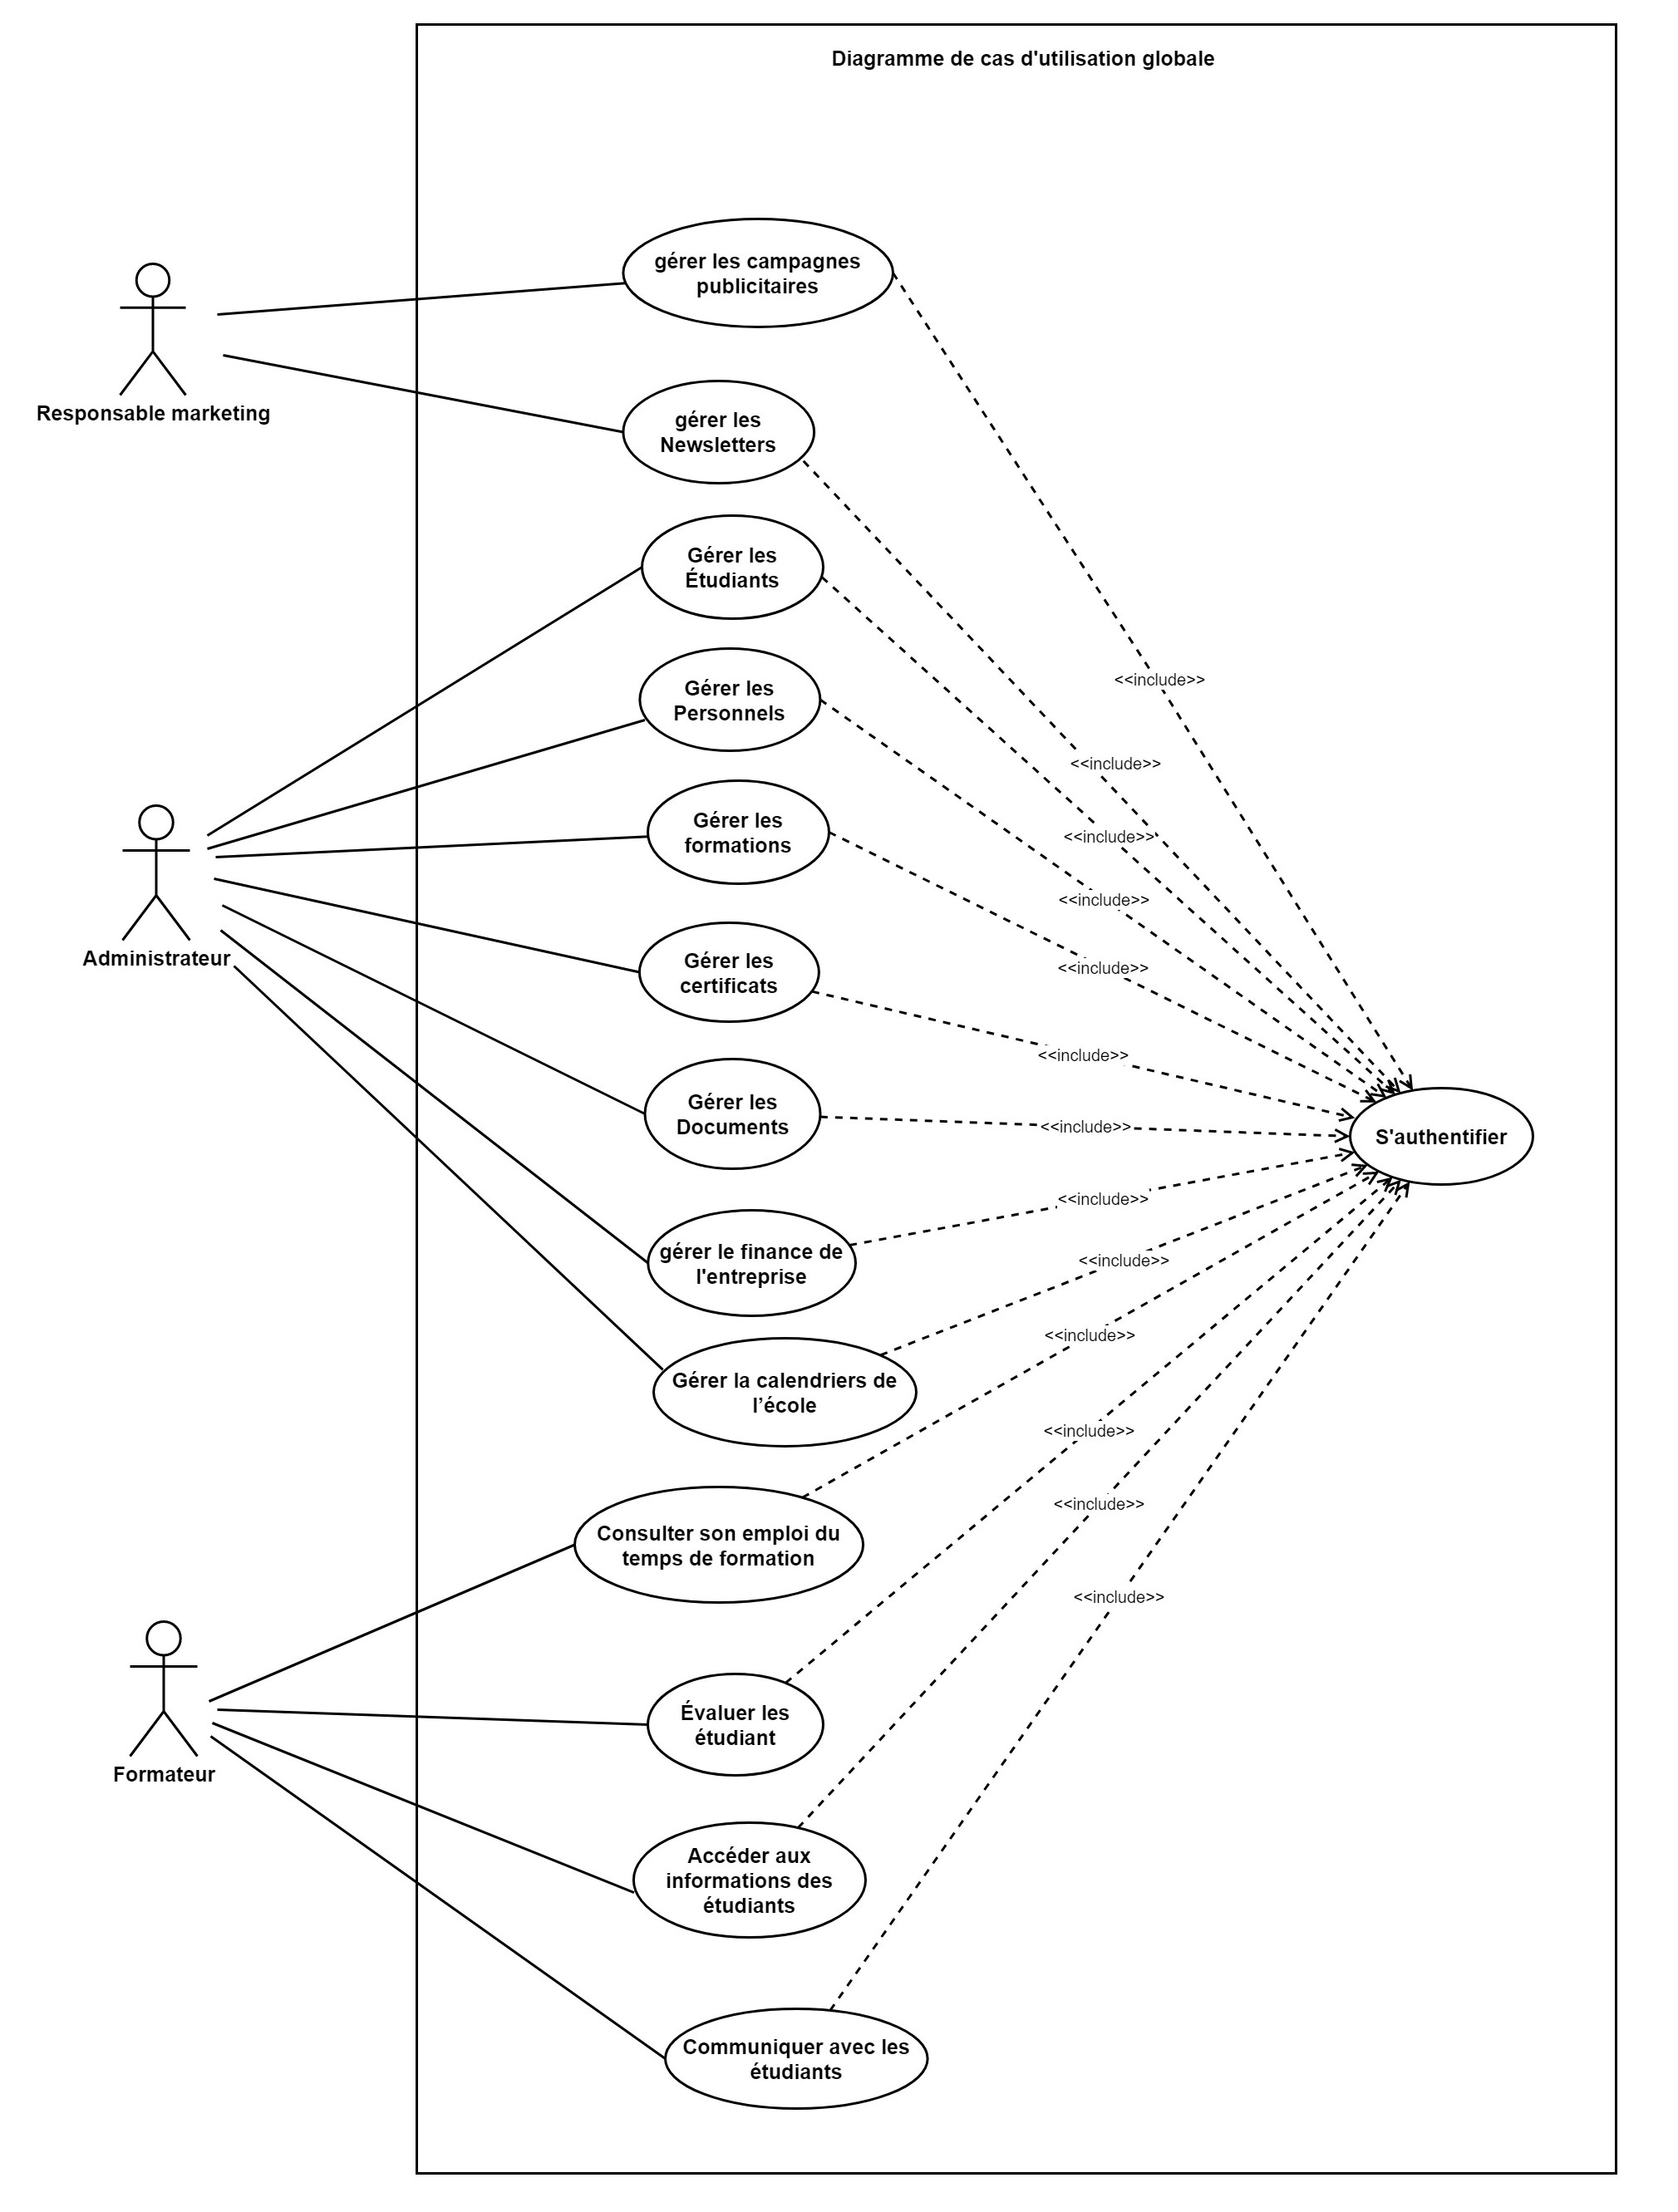 Diagramme de cas d'utilisation globale
gérer les campagnes
publicitaires
Responsable marketing
gérer les
Newsletters
Gérer les
Étudiants
<<include>>
Gérer les
Personnels
<<include>>
Gérer les
formations
<<include>>
<<include>>
Administrateur
Gérer les
certificats
<<include>>
<<include>>
Gérer les
Documents
<<include>>
S'authentifier
<<include>>
gérer le finance de
l'entreprise
<<include>>
Gérer la calendriers de
l’école
<<include>>
<<include>>
Consulter son emploi du
temps de formation
<<include>>
<<include>>
Formateur
Évaluer les
étudiant
Accéder aux
informations des
étudiants
Communiquer avec les
étudiants